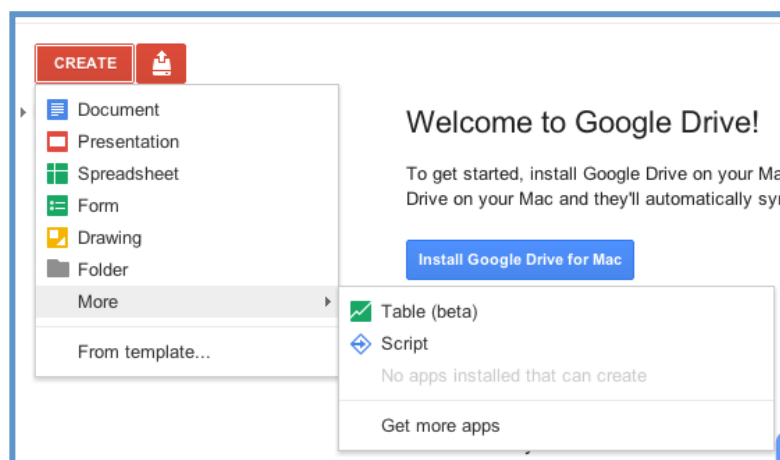 CREATE
Document
Presentation
Spreadsheet
Form
Drawing
Folder
More
From template...
Welcome to Google Drive!
To get started, install Google Drive on your Ma
Drive on your Mac and they'll automatically sy
Install Google Drive for Mac
Table (beta)
Script
No apps installed that can create
Get more apps